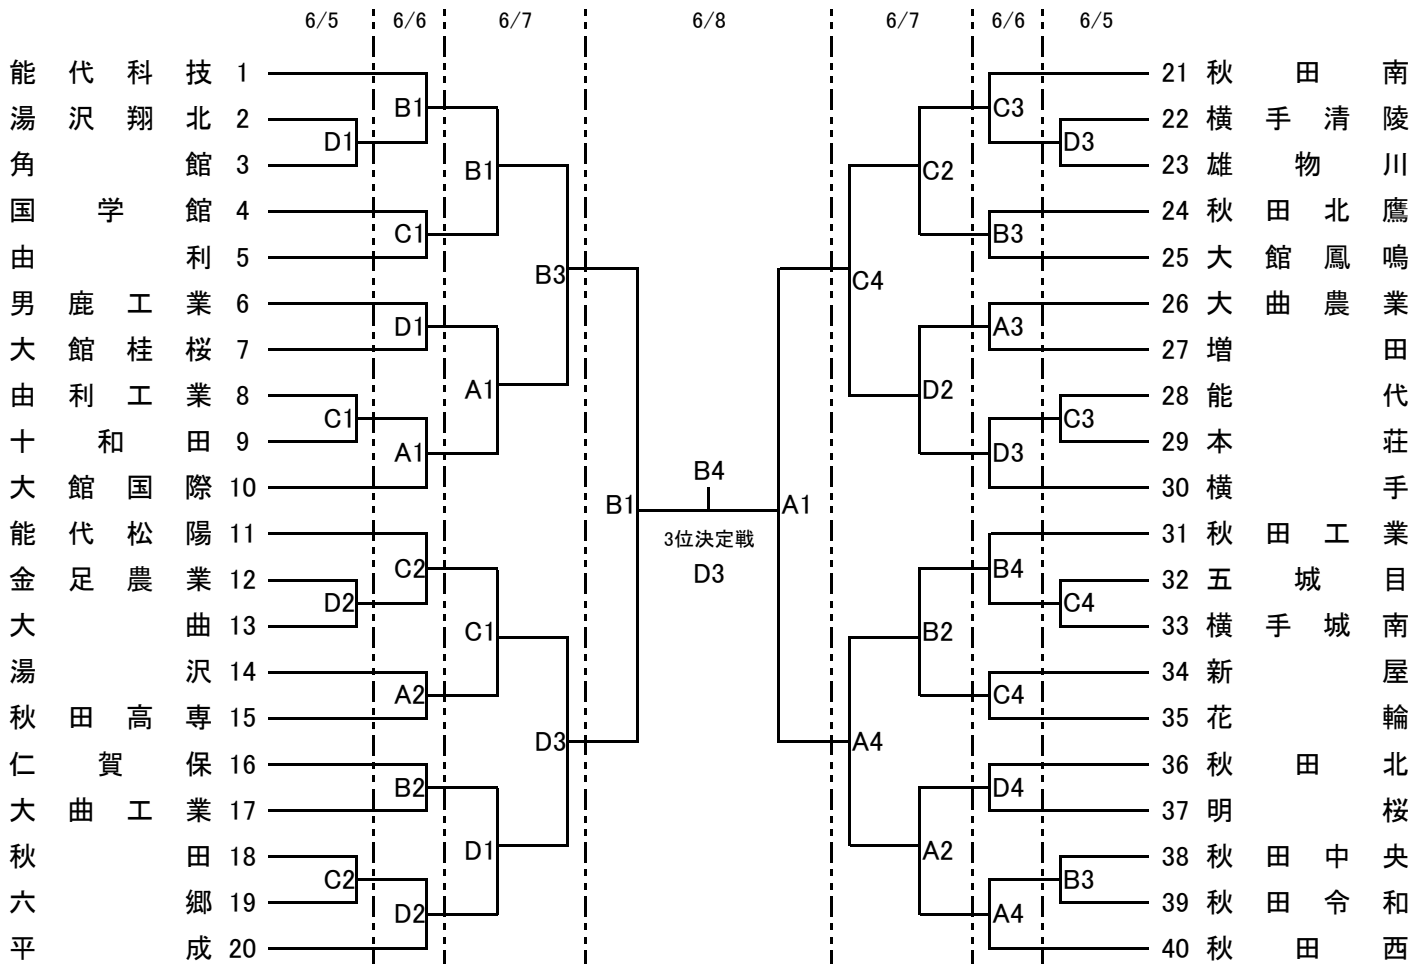 6/5 6/6 6/7 6/8 6/7 6/6 6/5
能代科技 1
湯沢翔北 2
角館 3
国学館 4
由利 5
男鹿工業 6
大館桂桜 7
由利工業 8
十和田 9
大館国際 10
能代松陽 11
金足農業 12
大曲 13
湯沢 14
秋田高専 15
仁賀保 16
大曲工業 17
秋田 18
六郷 19
平成 20
D1
C1
D2
C2
B1
C1
D1
A1
C2
A2
B2
D2
B1
A1
C1
D1
B3
D3
B1
B4
3位決定戦
D3
A1
C4
A4
C2
D2
B2
A2
C3
B3
A3
D3
B4
C4
D4
A4
D3
C3
C4
B3
21 秋田南
22 横手清陵
23 雄物川
24 秋田北鷹
25 大館鳳鳴
26 大曲農業
27 増田
28 能代
29 本荘
30 横手
31 秋田工業
32 五城目
33 横手城南
34 新屋
35 花輪
36 秋田北
37 明桜
38 秋田中央
39 秋田令和
40 秋田西